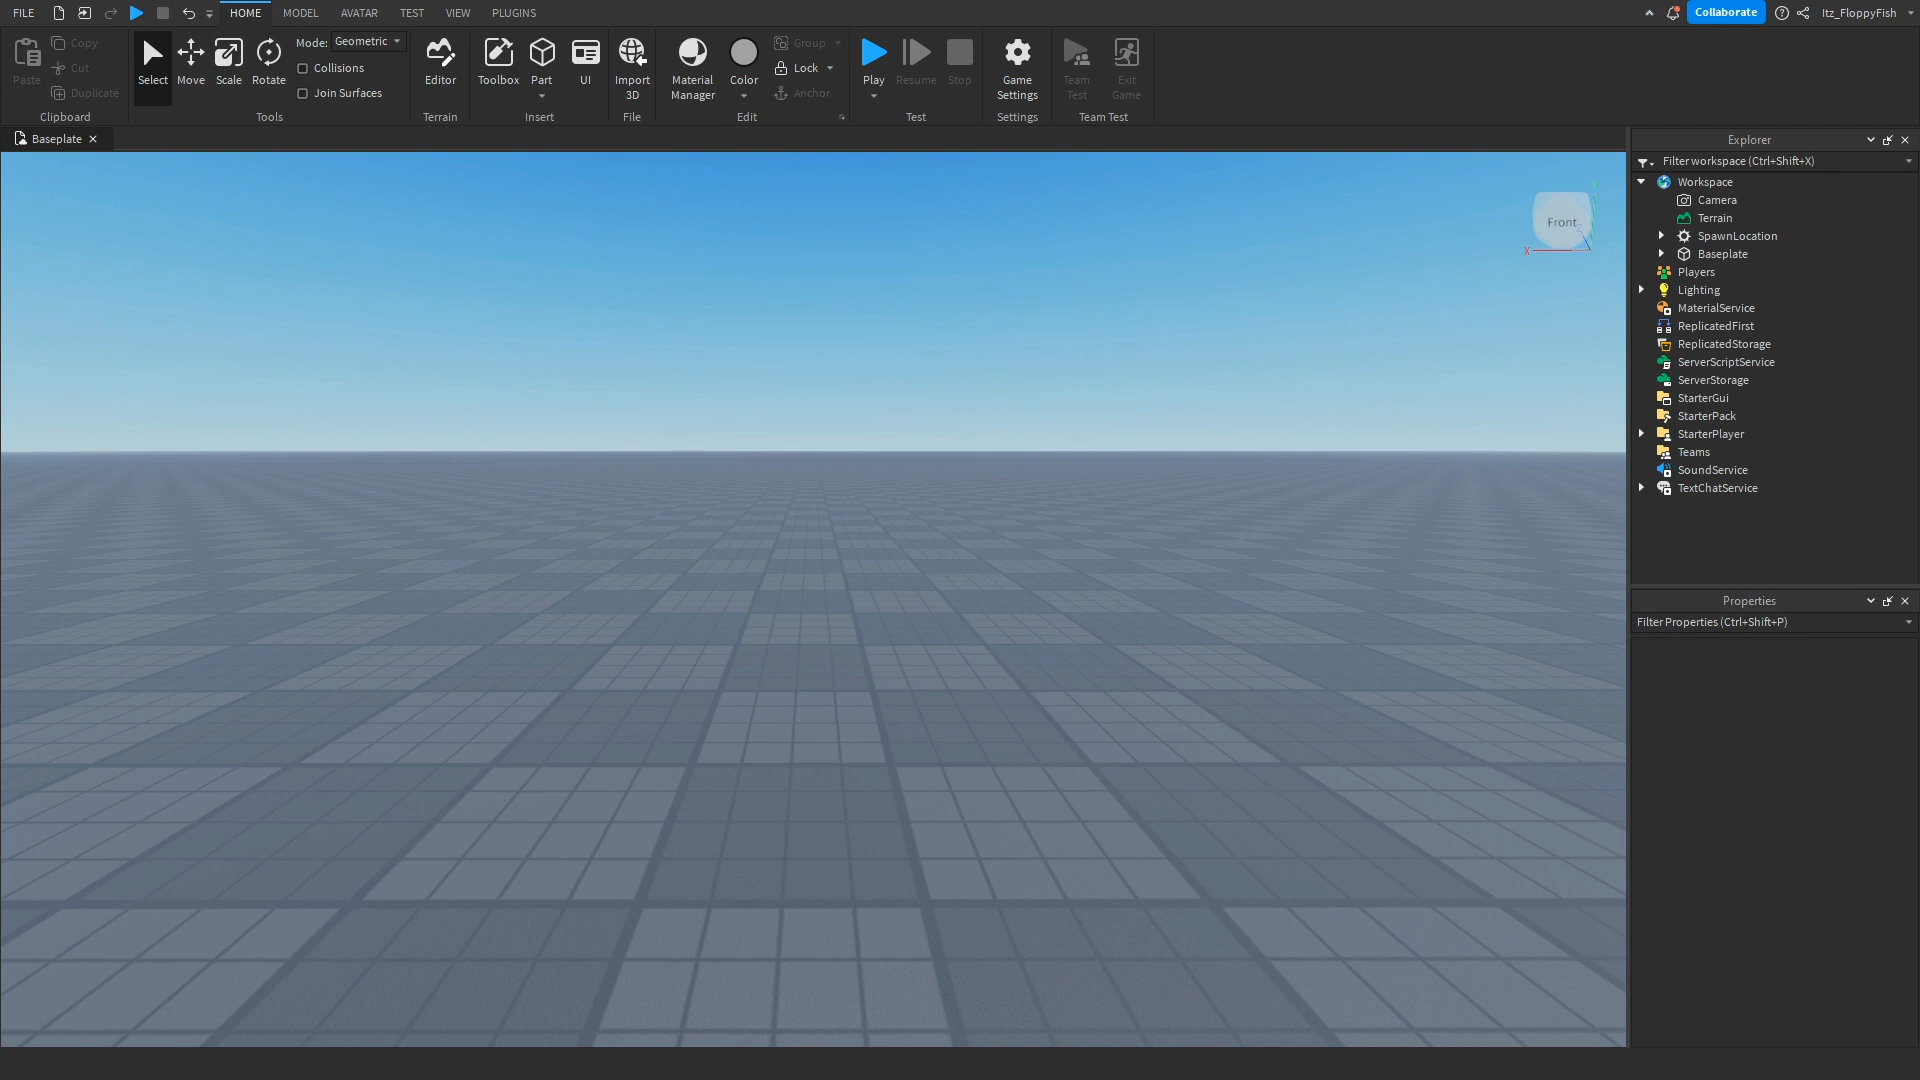 FILE HOME MODEL AVATAR TEST VIEW PLUGINS Collaborate Itz_FloppyFish
Paste Copy Cut Duplicate
Clipboard
Select Move Scale Rotate Mode: Geometric
Collisions
Join Surfaces
Tools
Editor
Terrain
Toolbox Part UI
Insert
Import 3D
File
Material Manager Color Group Lock Anchor
Edit
Play Resume Stop
Test
Game Settings
Settings
Team Test Exit Game
Team Test
Baseplate
Front
X
Explorer
Filter workspace (Ctrl+Shift+X)
Workspace
Camera
Terrain
SpawnLocation
Baseplate
Players
Lighting
MaterialService
ReplicatedFirst
ReplicatedStorage
ServerScriptService
ServerStorage
StarterGui
StarterPack
StarterPlayer
Teams
SoundService
TextChatService
Properties
Filter Properties (Ctrl+Shift+P)